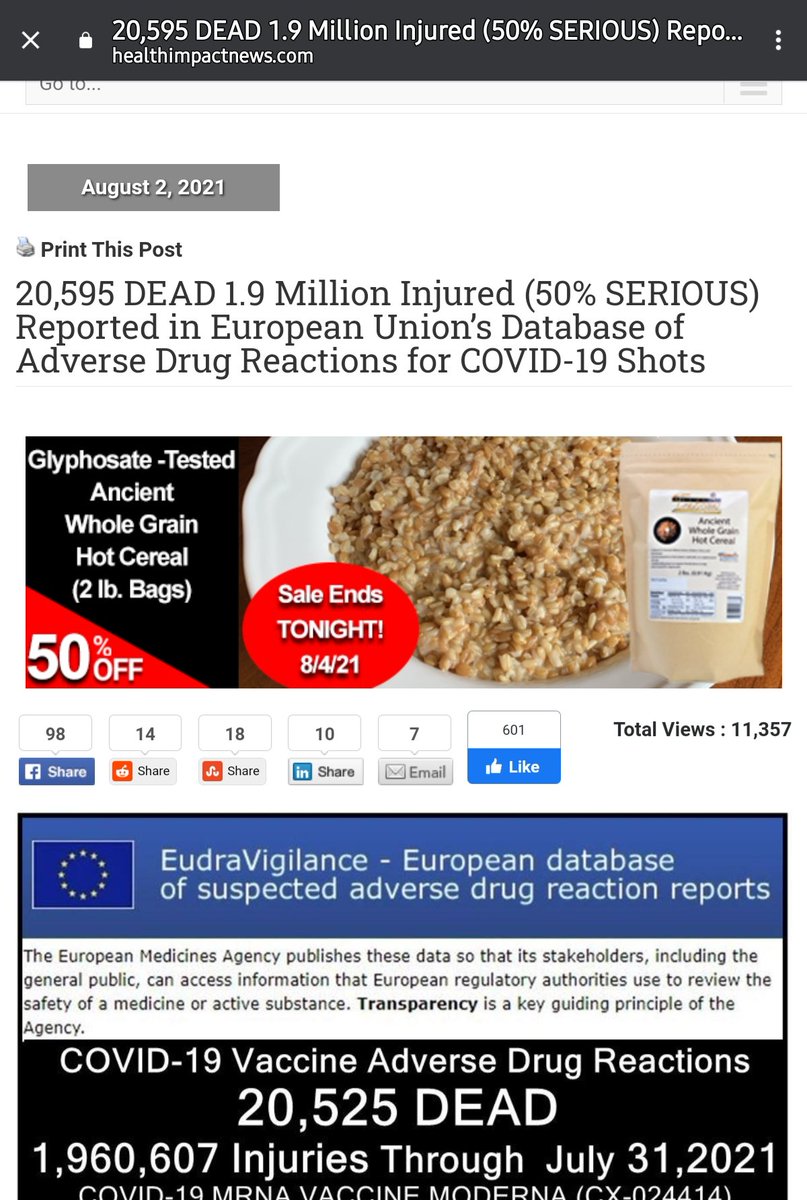 20,595 DEAD 1.9 Million Injured (50% SERIOUS) Repo...
healthimpactnews.com
Go to...
August 2, 2021
Print This Post
20,595 DEAD 1.9 Million Injured (50% SERIOUS)
Reported in European Union’s Database of
Adverse Drug Reactions for COVID-19 Shots
Glyphosate -Tested
Ancient
Whole Grain
Hot Cereal
(2 lb. Bags)
50% OFF
Sale Ends
TONIGHT!
8/4/21
Ancient
Whole Grain
Hot Cereal
98
14
18
10
7
601
Total Views : 11,357
Share
Share
Share
Share
Email
Like
EudraVigilance - European database
of suspected adverse drug reaction reports
The European Medicines Agency publishes these data so that its stakeholders, including the
general public, can access information that European regulatory authorities use to review the
safety of a medicine or active substance. Transparency is a key guiding principle of the
Agency.
COVID-19 Vaccine Adverse Drug Reactions
20,525 DEAD
1,960,607 Injuries Through July 31,2021
COVID-19 MRNA VACCINE MODERNA (CX-024414)